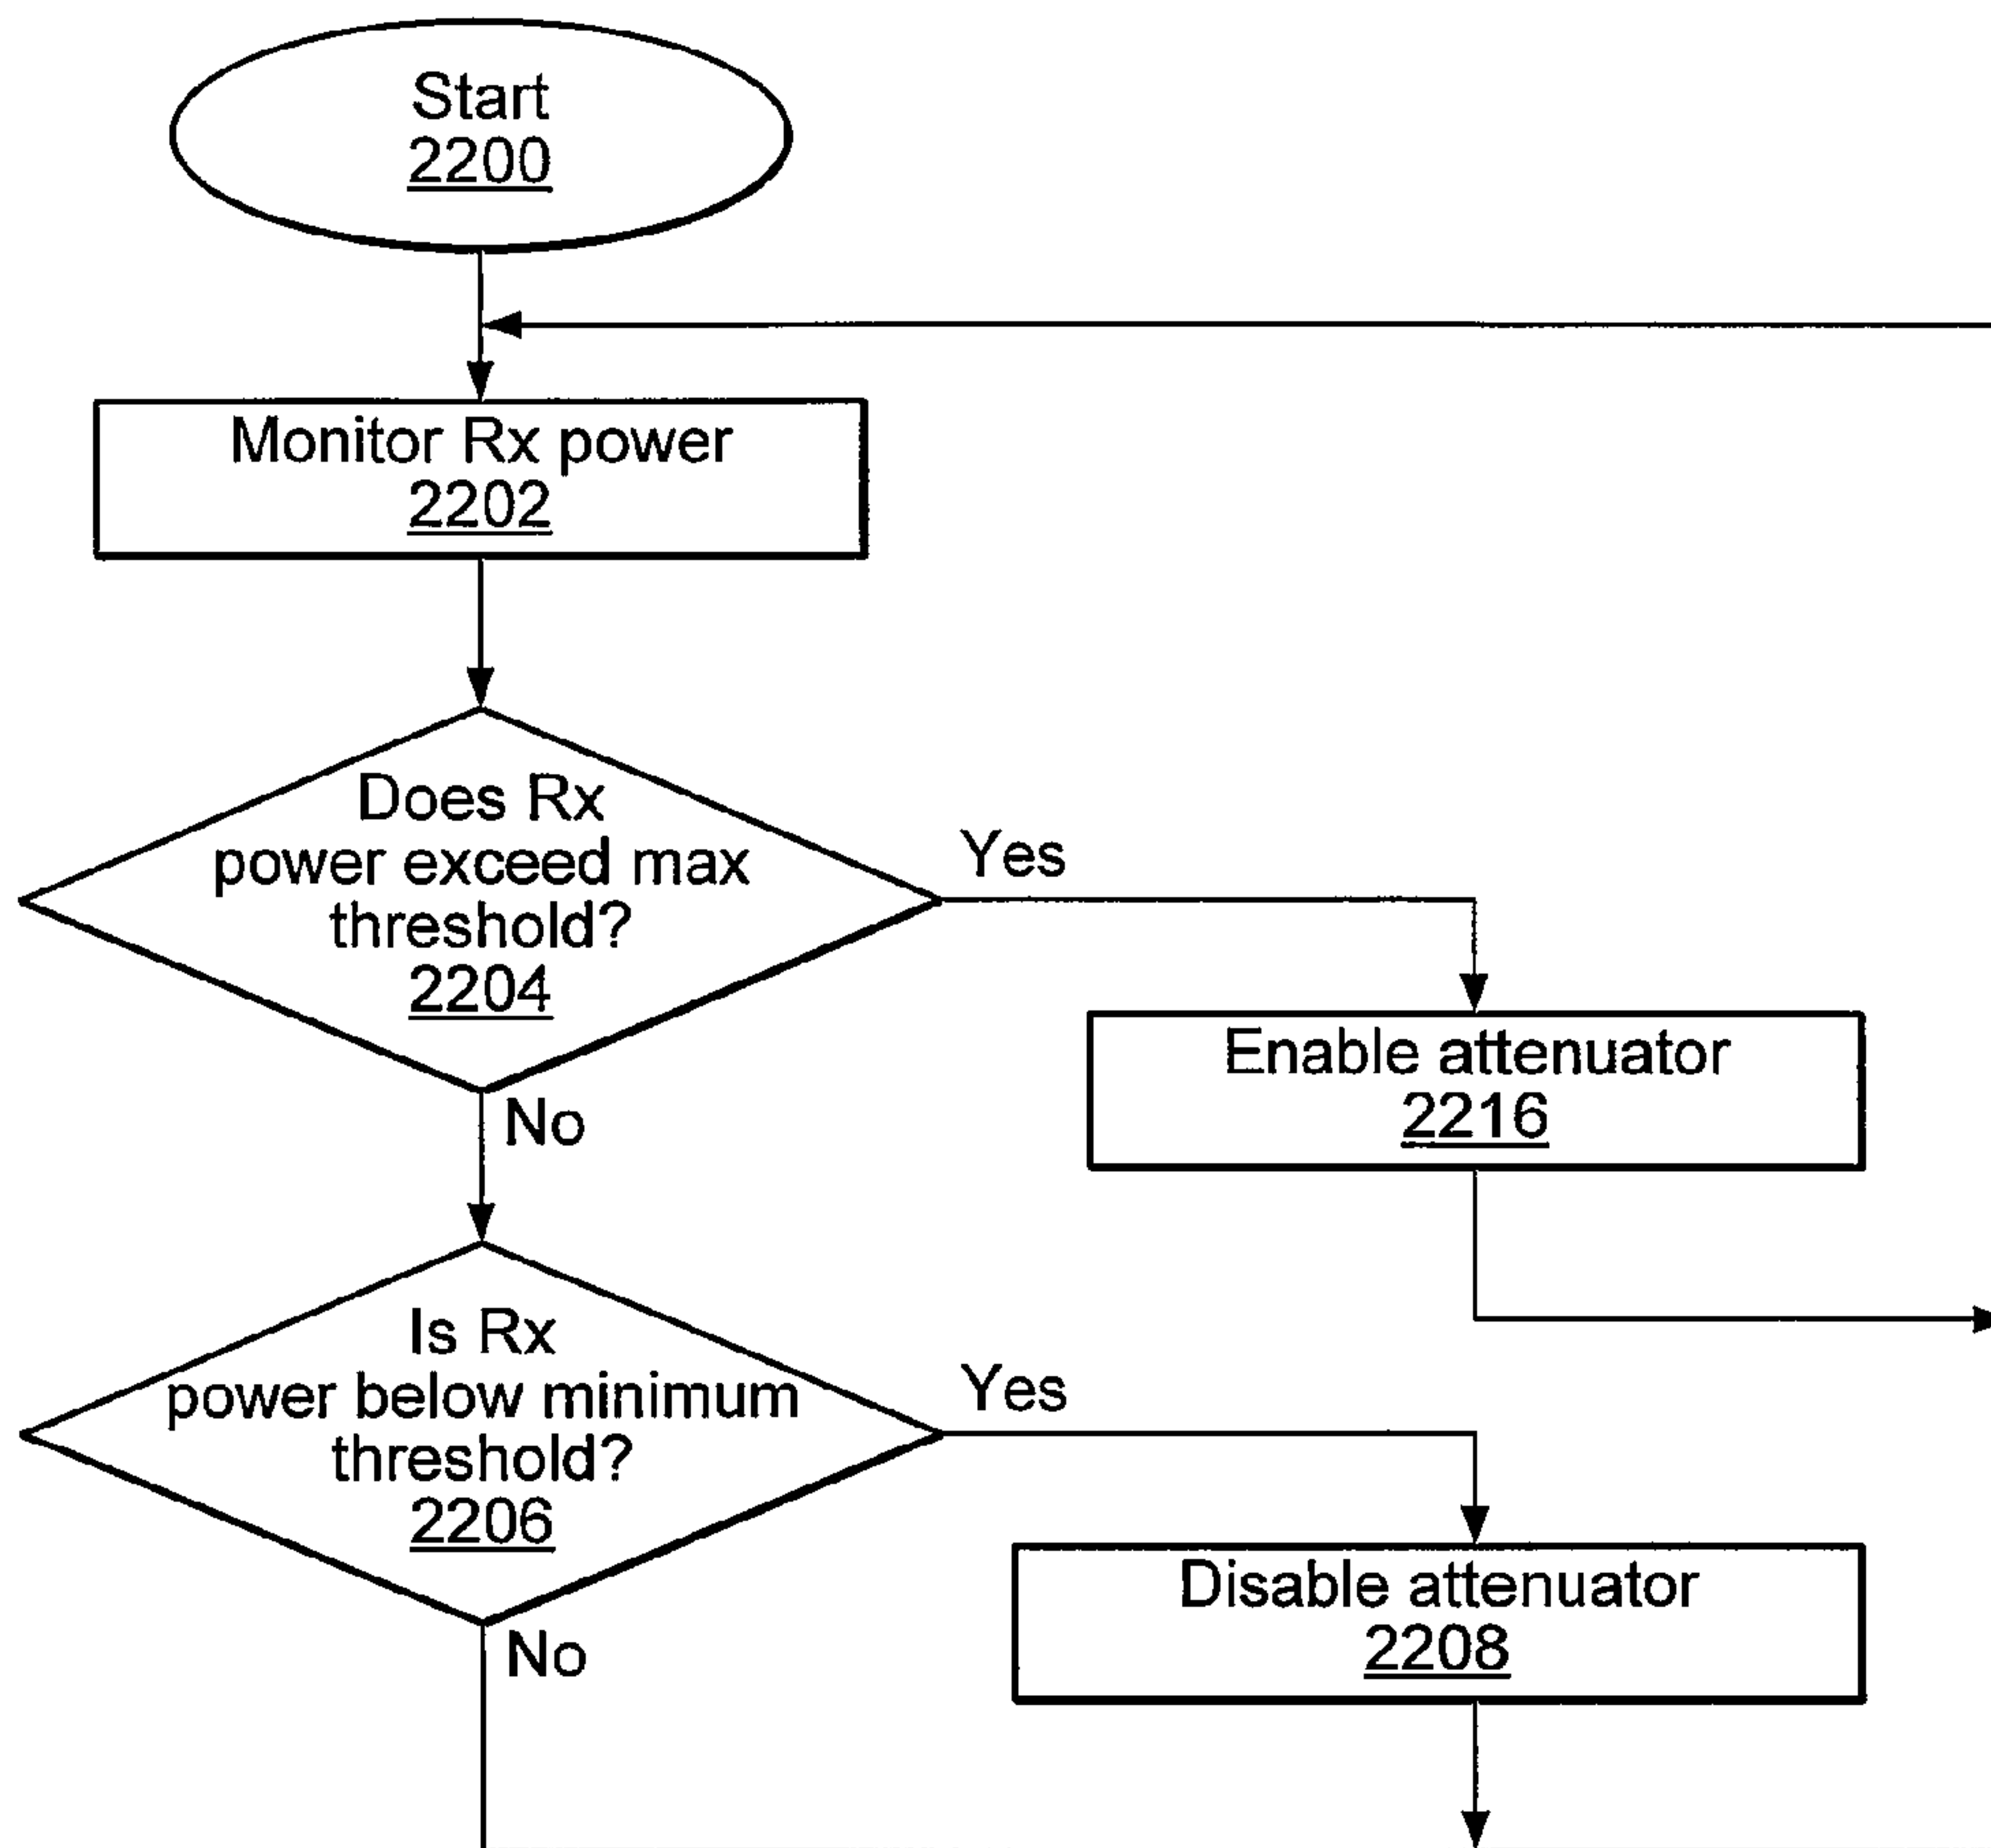 Start
2200
Monitor Rx power
2202
Does Rx
power exceed max
threshold?
2204
Yes
No
Enable attenuator
2216
Is Rx
power below minimum
threshold?
2206
Yes
No
Disable attenuator
2208